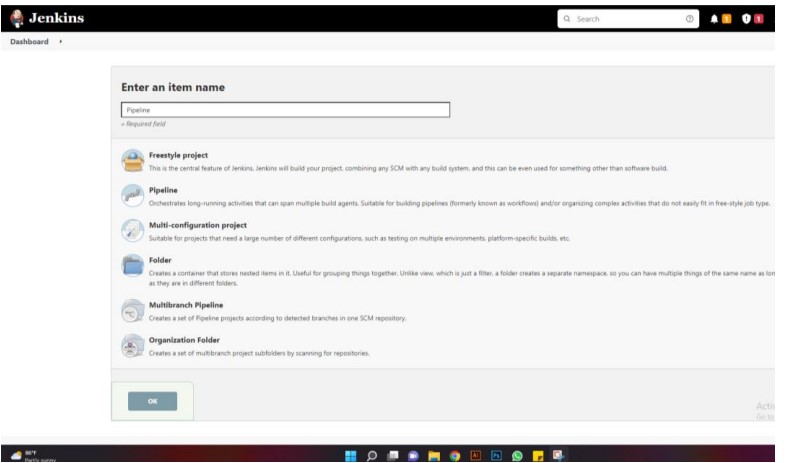 Jenkins
Search
1
1
Dashboard
Enter an item name
Pipeline
» Required field
Freestyle project
This is the central feature of Jenkins. Jenkins will build your project, combining any SCM with any build system, and this can be even used for something other than software build.
Pipeline
Orchestrates long-running activities that can span multiple build agents. Suitable for building pipelines (formerly known as workflows) and/or organizing complex activities that do not easily fit in free-style job type.
Multi-configuration project
Suitable for projects that need a large number of different configurations, such as testing on multiple environments, platform-specific builds, etc.
Folder
Creates a container that stores nested items in it. Useful for grouping things together. Unlike view, which is just a filter, a folder creates a separate namespace, so you can have multiple things of the same name as lon
as they are in different folders.
Multibranch Pipeline
Creates a set of Pipeline projects according to detected branches in one SCM repository.
Organization Folder
Creates a set of multibranch project subfolders by scanning for repositories.
OK
Activ
Go to
Partly sunny
Ai
Ps